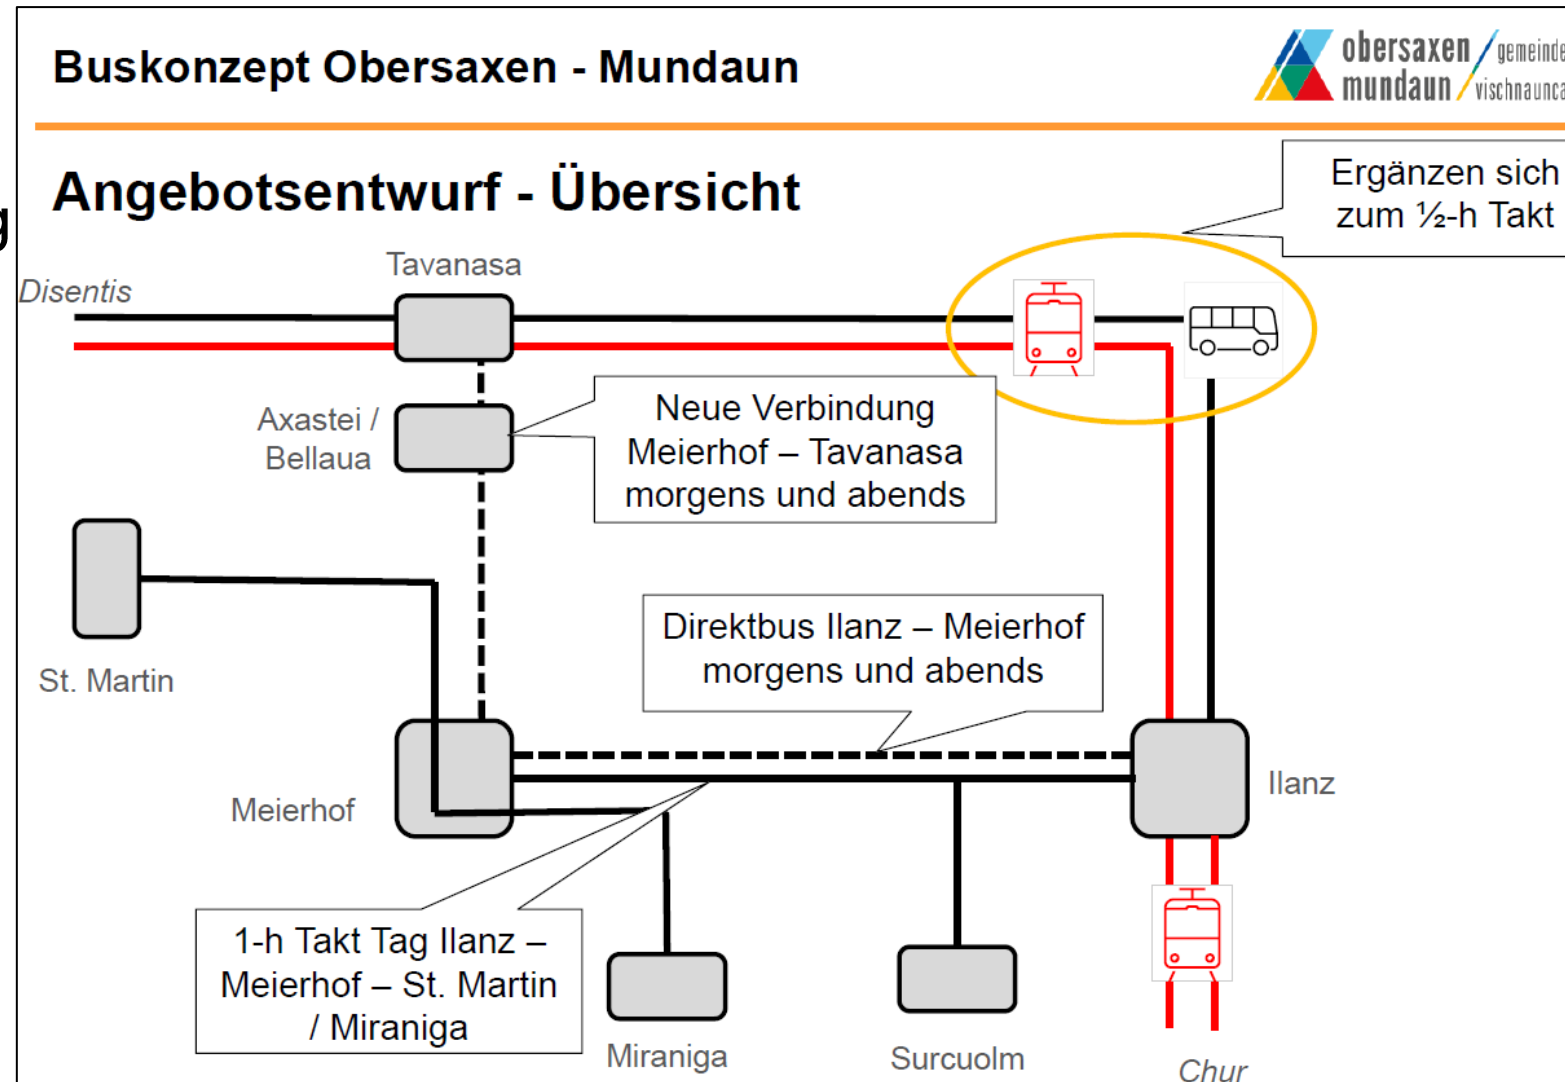 Buskonzept Obersaxen - Mundaun
obersaxen
mundaun
gemeinde
vischnaunca
Angebotsentwurf - Übersicht
g
Ergänzen sich
zum ½-h Takt
Tavanasa
Disentis
Axastei /
Bellaua
Neue Verbindung
Meierhof – Tavanasa
morgens und abends
St. Martin
Direktbus Ilanz – Meierhof
morgens und abends
Meierhof
Ilanz
1-h Takt Tag Ilanz –
Meierhof – St. Martin
/ Miraniga
Miraniga
Surcuolm
Chur